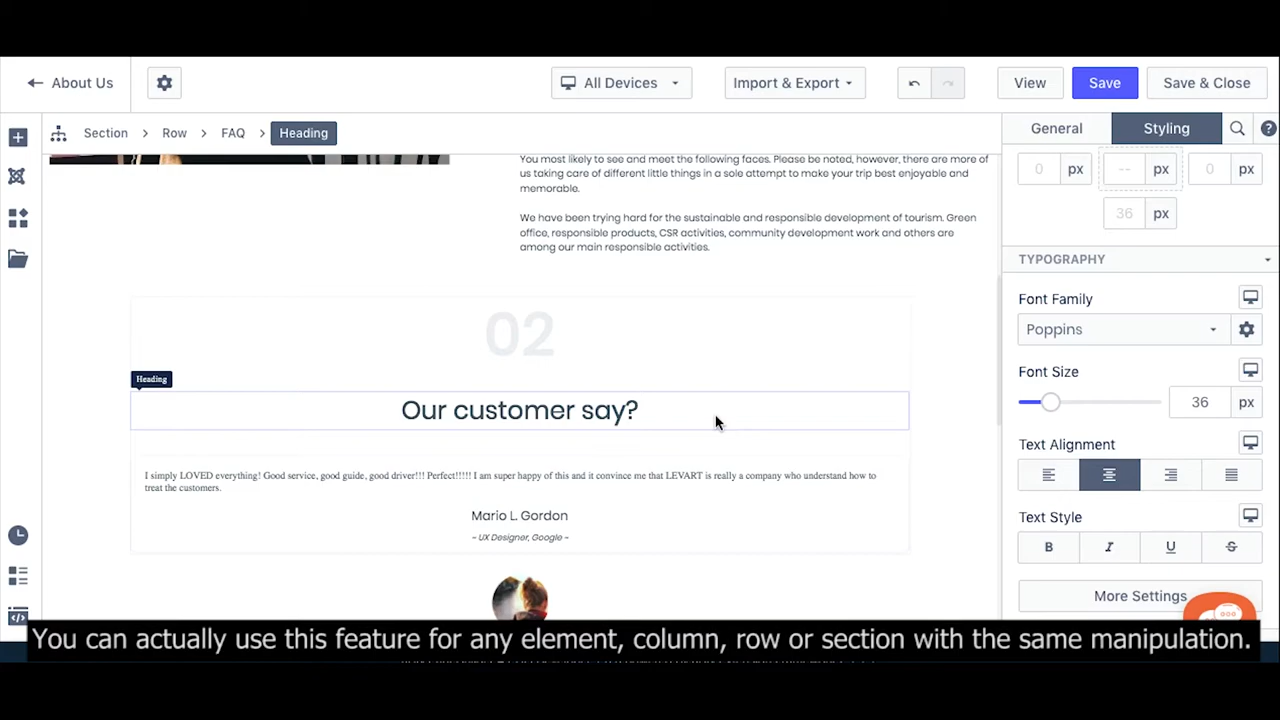 About Us
All Devices
Import & Export
View
Save
Save & Close
Section
Row
FAQ
Heading
General
Styling
You most likely to see and meet the following faces. Please be noted, however, there are more of
us taking care of different little things in a sole attempt to make your trip best enjoyable and
memorable.
We have been trying hard for the sustainable and responsible development of tourism. Green
office, responsible products, CSR activities, community development work and others are
among our main responsible activities.
02
Heading
Our customer say?
I simply LOVED everything! Good service, good guide, good driver!!! Perfect!!!!! I am super happy of this and it convince me that LEVART is really a company who understand how to
treat the customers.
Mario L. Gordon
~ UX Designer, Google ~
0 px
-- px
0 px
36 px
TYPOGRAPHY
Font Family
Poppins
Font Size
36 px
Text Alignment
Text Style
B I U S
More Settings
You can actually use this feature for any element, column, row or section with the same manipulation.